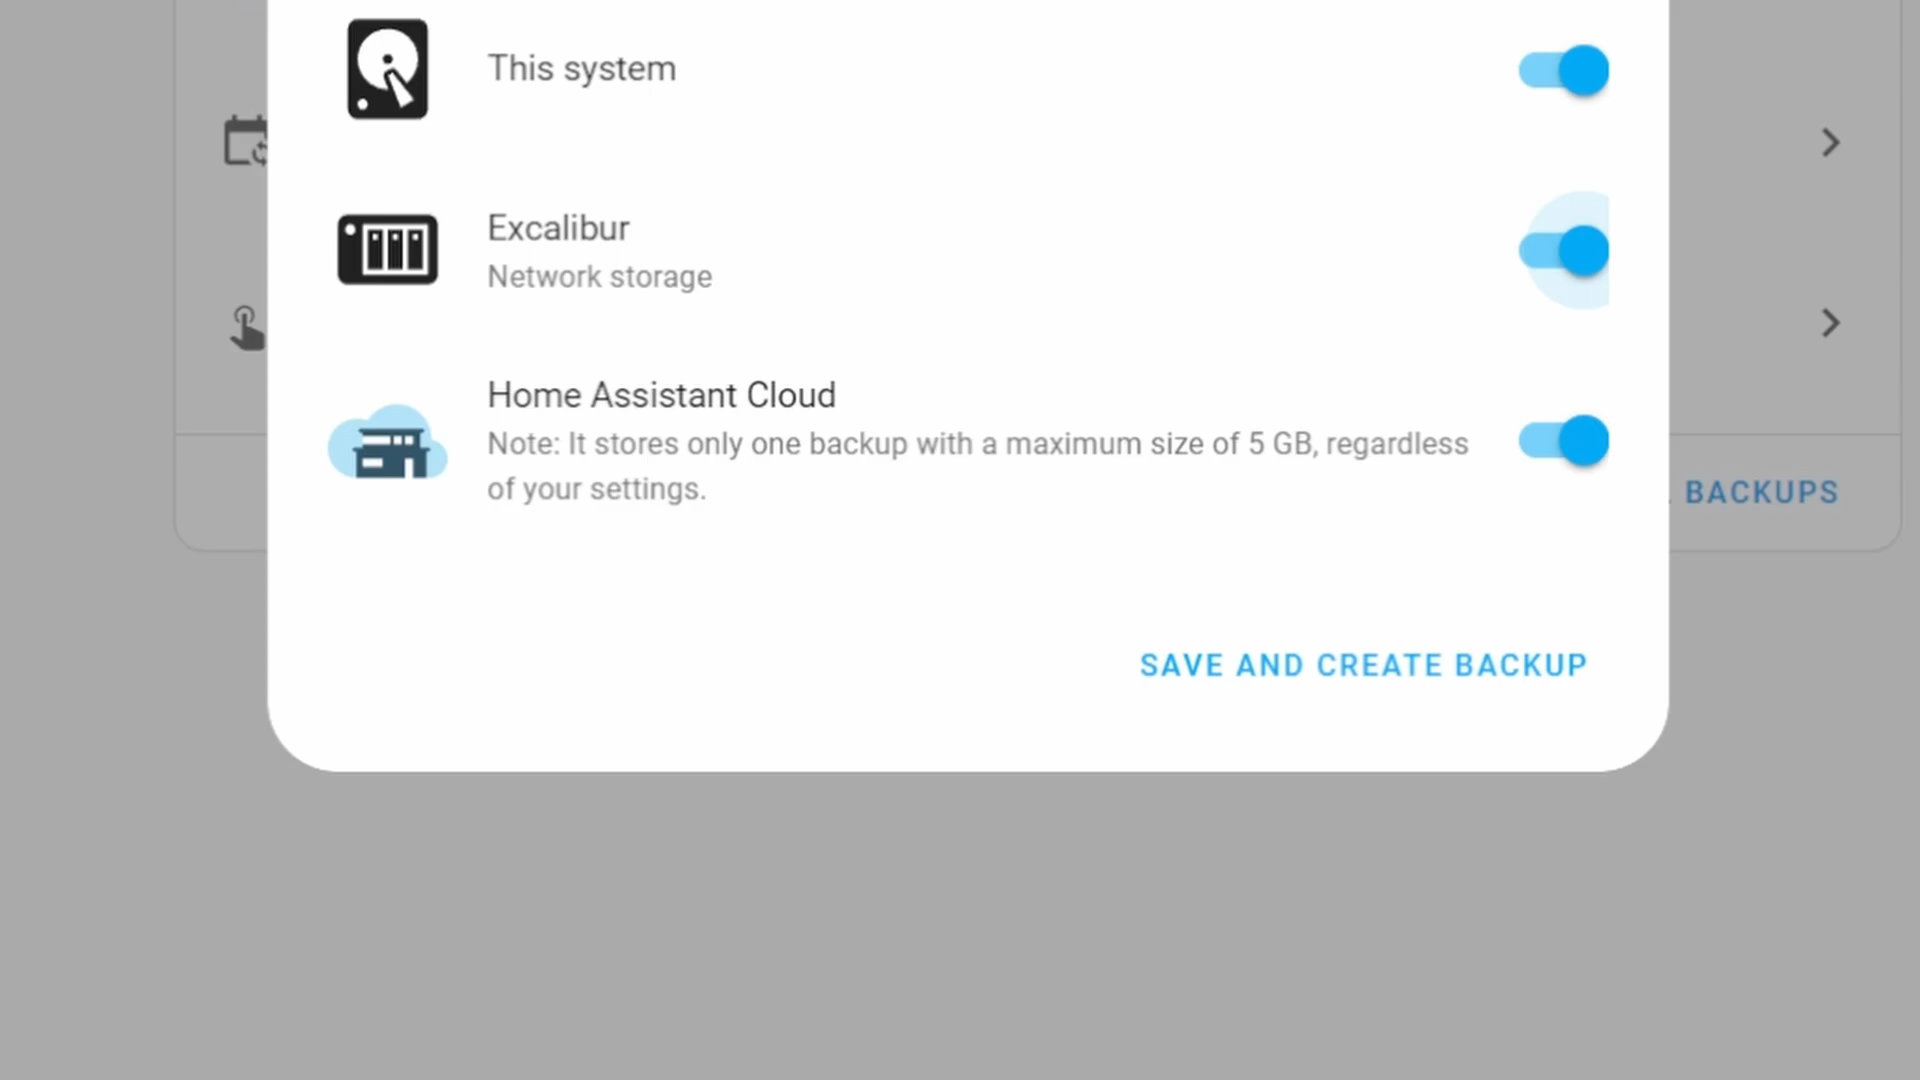 This system
Excalibur
Network storage
Home Assistant Cloud
Note: It stores only one backup with a maximum size of 5 GB, regardless
of your settings.
BACKUPS
SAVE AND CREATE BACKUP